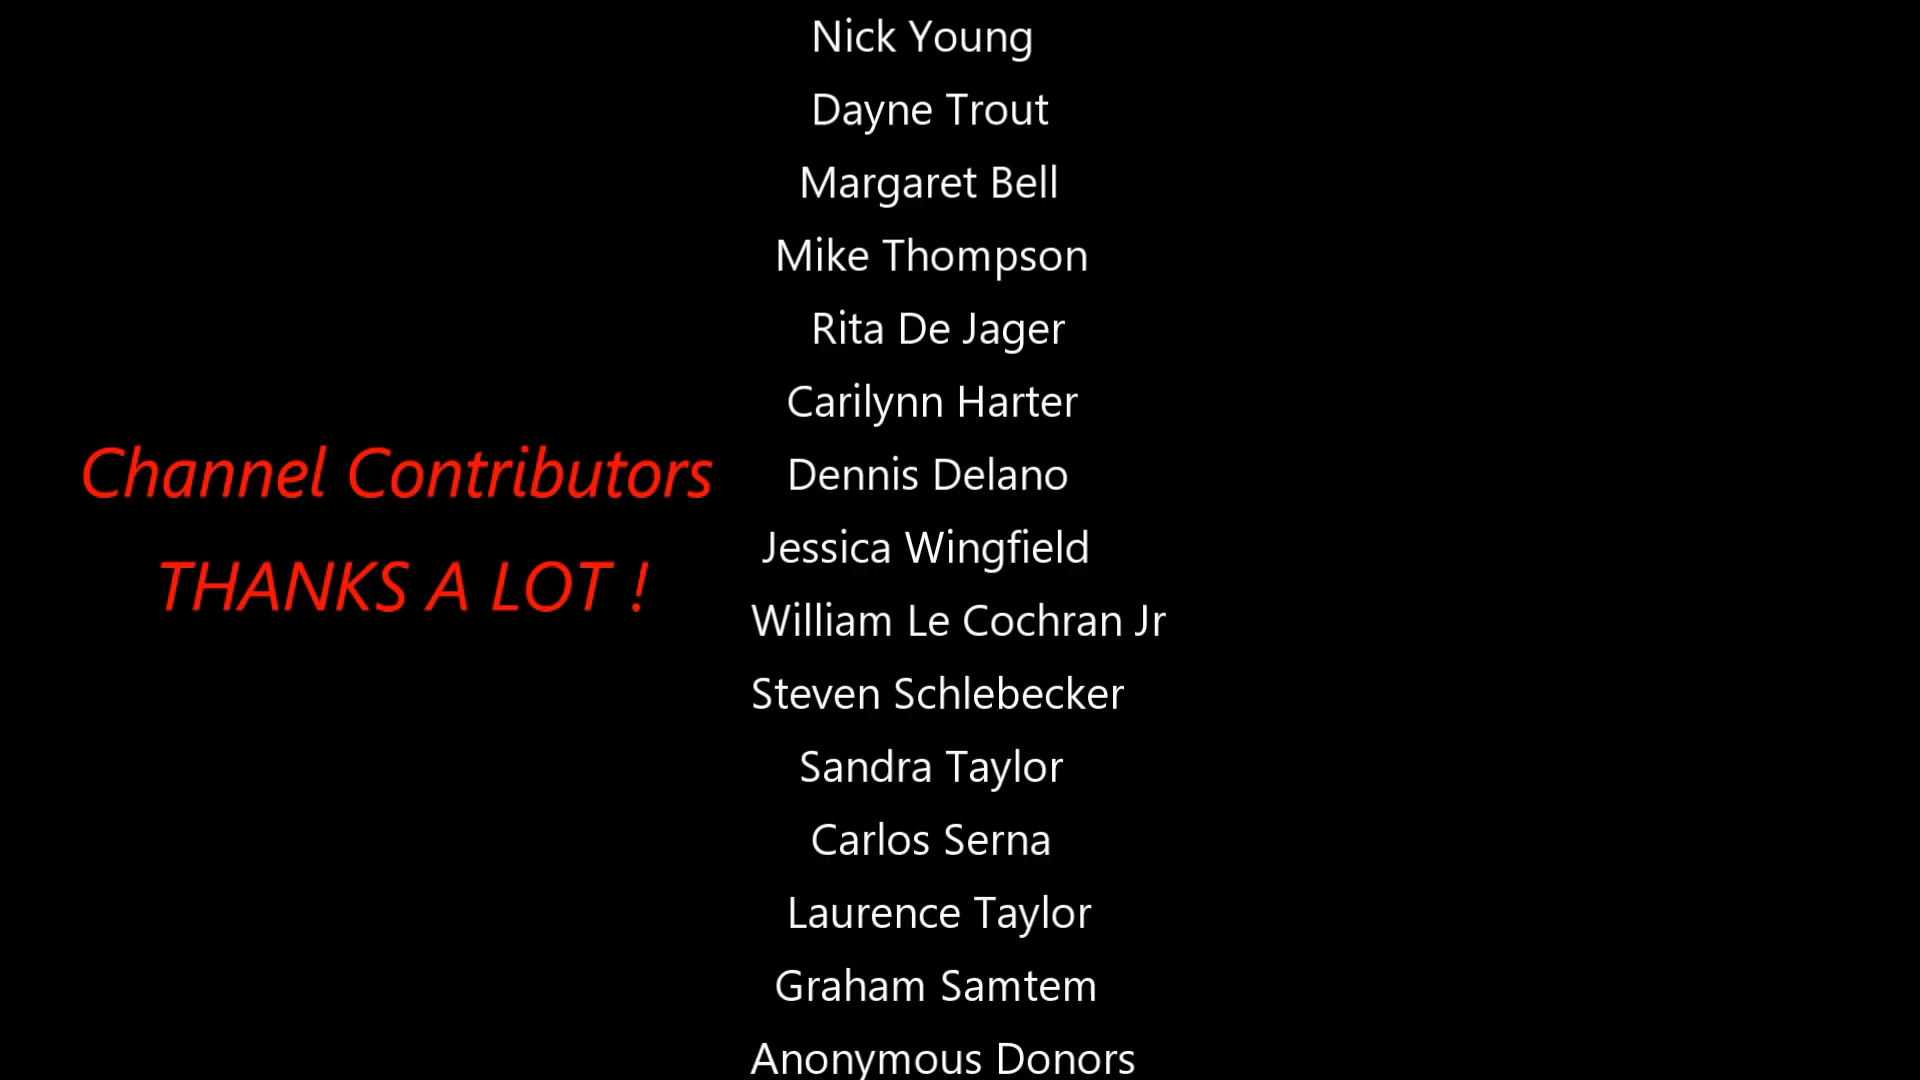 Channel Contributors
THANKS A LOT !
Nick Young
Dayne Trout
Margaret Bell
Mike Thompson
Rita De Jager
Carilynn Harter
Dennis Delano
Jessica Wingfield
William Le Cochran Jr
Steven Schlebecker
Sandra Taylor
Carlos Serna
Laurence Taylor
Graham Samtem
Anonymous Donors